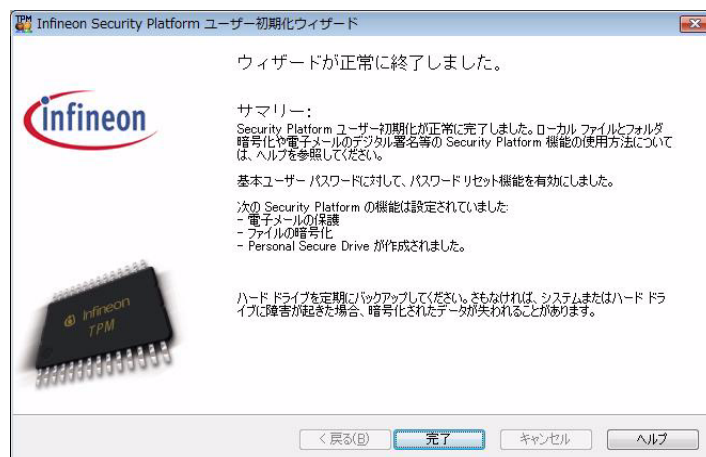 Infineon Security Platform ユーザー初期化ウィザード
ウィザードが正常に終了しました。
infineon
サマリー:
Security Platform ユーザー初期化が正常に完了しました。ローカル ファイルとフォルダ
暗号化や電子メールのデジタル署名等の Security Platform 機能の使用方法について
は、ヘルプを参照してください。
基本ユーザー パスワードに対して、パスワード リセット機能を有効にしました。
次の Security Platform の機能は設定されていました:
- 電子メールの保護
- ファイルの暗号化
- Personal Secure Drive が作成されました。
ハード ドライブを定期にバックアップしてください。さもなければ、システムまたはハード ドラ
イブに障害が起きた場合、暗号化されたデータが失われることがあります。
Infineon
TPM
< 戻る(B)
完了
キャンセル
ヘルプ